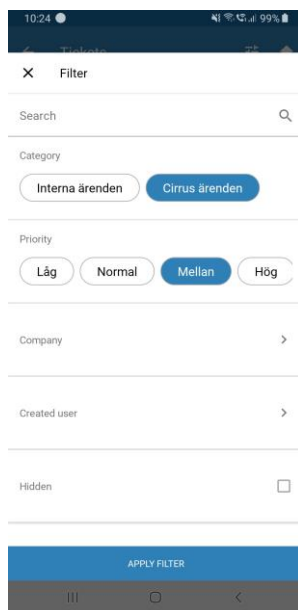 10:24
99%
Tickets
Filter
Search
Category
Interna ärenden Cirrus ärenden
Priority
Låg Normal Mellan Hög
Company
Created user
Hidden
APPLY FILTER